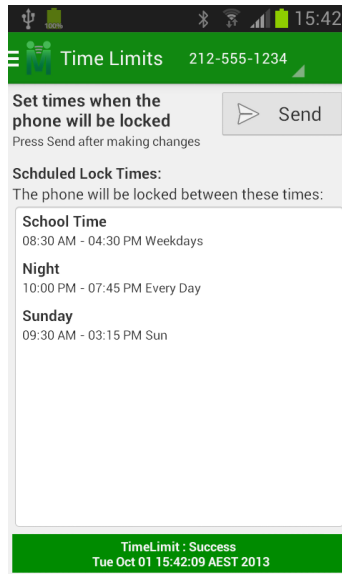 15:42
Time Limits 212-555-1234
Set times when the
phone will be locked
Send
Press Send after making changes
Schduled Lock Times:
The phone will be locked between these times:
School Time
08:30 AM - 04:30 PM Weekdays
Night
10:00 PM - 07:45 PM Every Day
Sunday
09:30 AM - 03:15 PM Sun
TimeLimit : Success
Tue Oct 01 15:42:09 AEST 2013